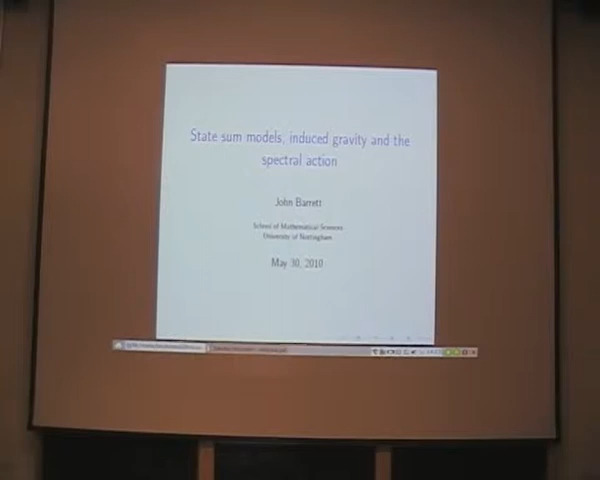 State sum models, induced gravity and the
spectral action
John Barrett
School of Mathematical Sciences
University of Nottingham
May 30, 2010